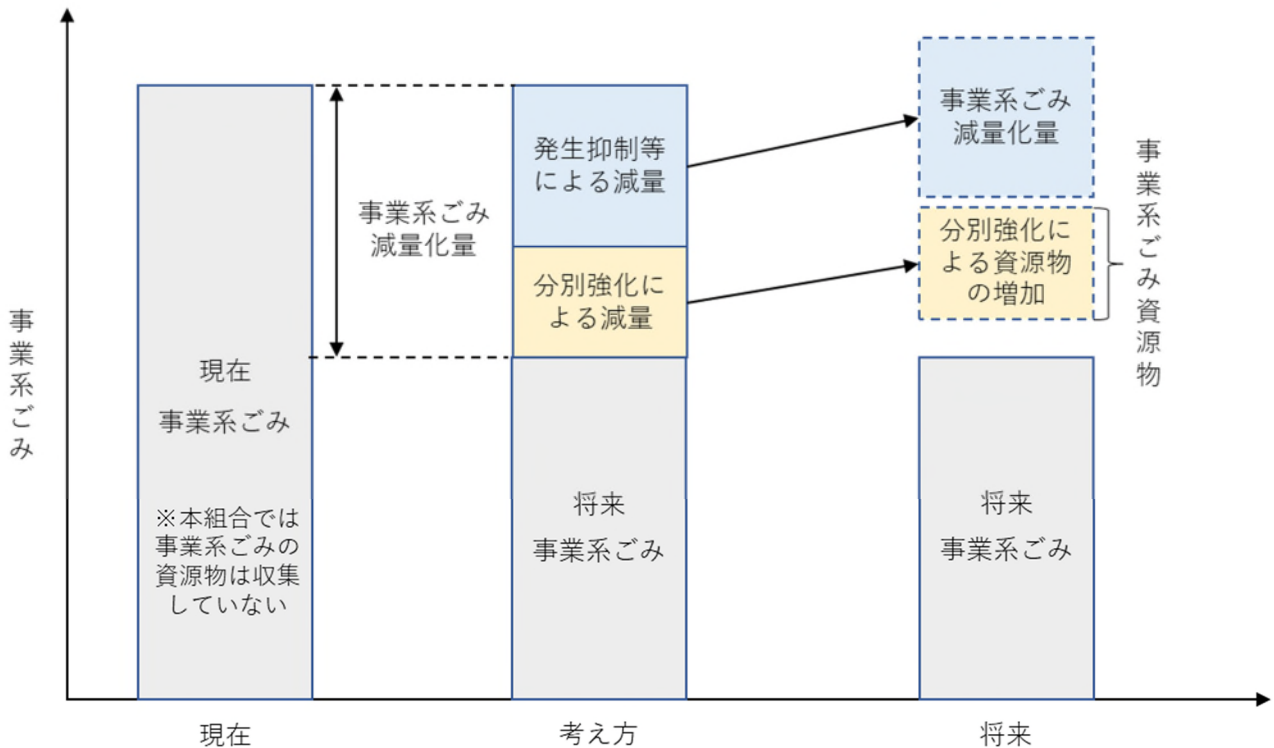 事業系ごみ
現在
事業系ごみ
※本組合では
事業系ごみの
資源物は収集
していない
事業系ごみ
減量化量
発生抑制等
による減量
分別強化に
よる減量
将来
事業系ごみ
事業系ごみ
減量化量
分別強化に
よる資源物
の増加
事業系ごみ資源物
将来
事業系ごみ
現在
考え方
将来